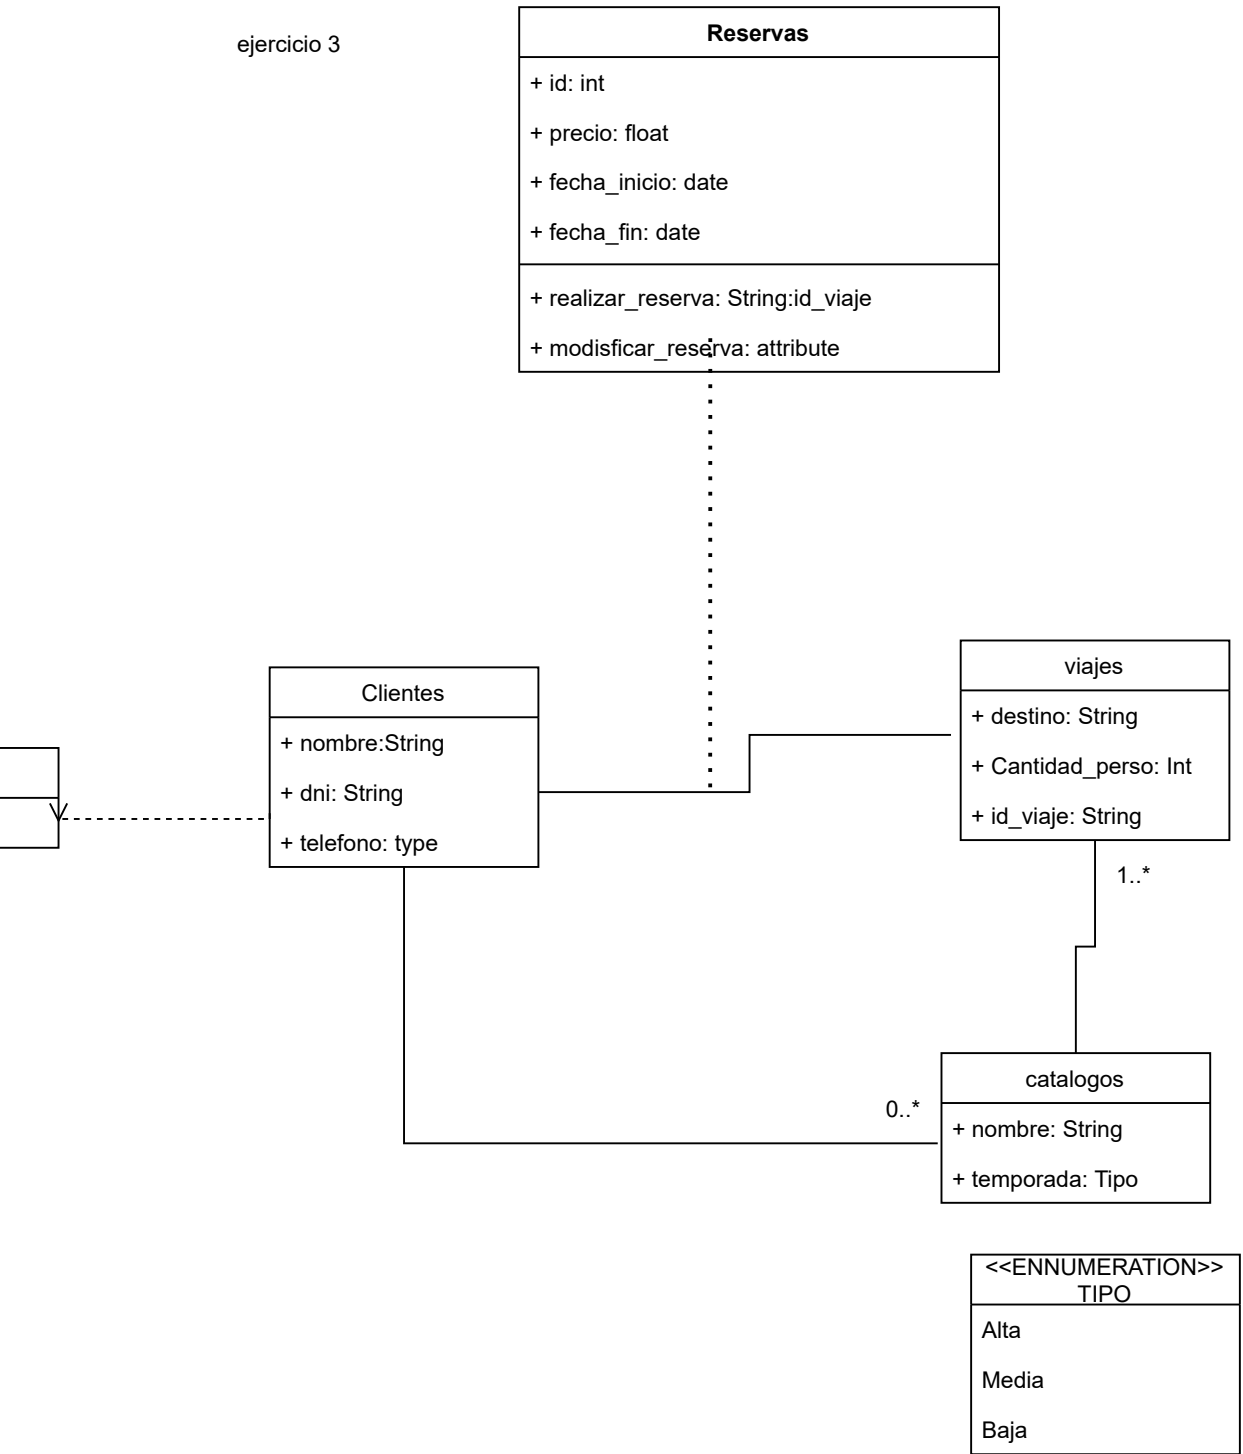 ejercicio 3
Reservas
+ id: int
+ precio: float
+ fecha_inicio: date
+ fecha_fin: date
+ realizar_reserva: String:id_viaje
+ modisficar_reserva: attribute
Clientes
+ nombre:String
+ dni: String
+ telefono: type
viajes
+ destino: String
+ Cantidad_perso: Int
+ id_viaje: String
1..*
0..*
catalogos
+ nombre: String
+ temporada: Tipo
<<ENNUMERATION>>
TIPO
Alta
Media
Baja